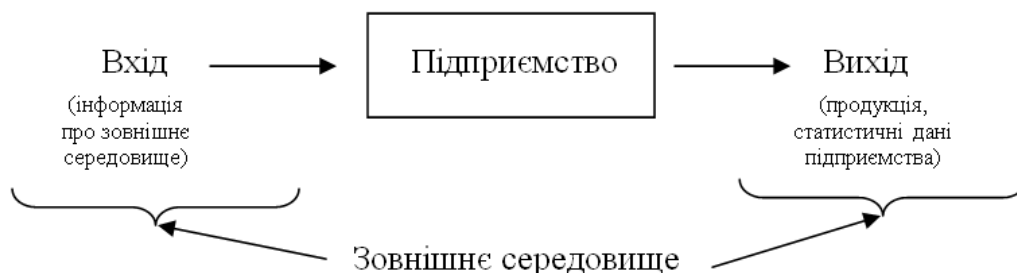 Вхід
(інформація
про зовнішнє
середовище)
Підприємство
Вихід
(продукція,
статистичні дані
підприємства)
Зовнішнє середовище